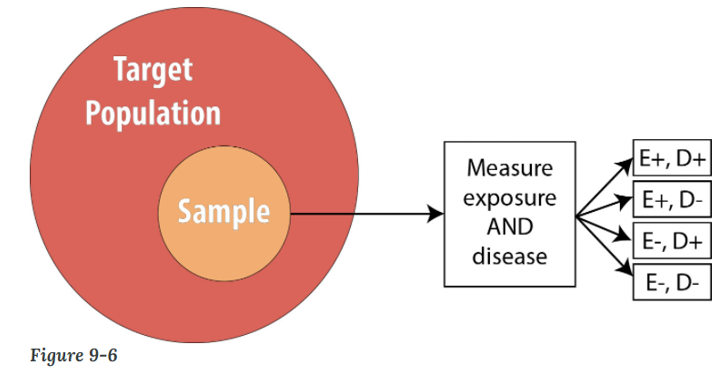 Target
Population
Sample
Measure
exposure
AND
disease
E+, D+
E+, D-
E-, D+
E-, D-
Figure 9-6